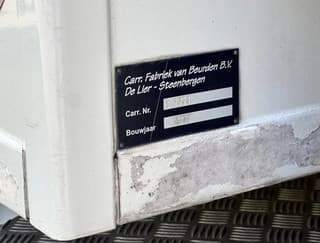 Carr. Fabriek van Beurden B.V.
De Lier - Steenbergen
Carr. Nr.
Bouwjaar